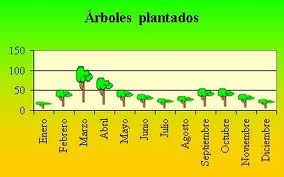 Árboles plantados
150
100
50
0
Enero
Febrero
Marzo
Abril
Mayo
Junio
Julio
Agosto
Septiembre
Octubre
Noviembre
Diciembre